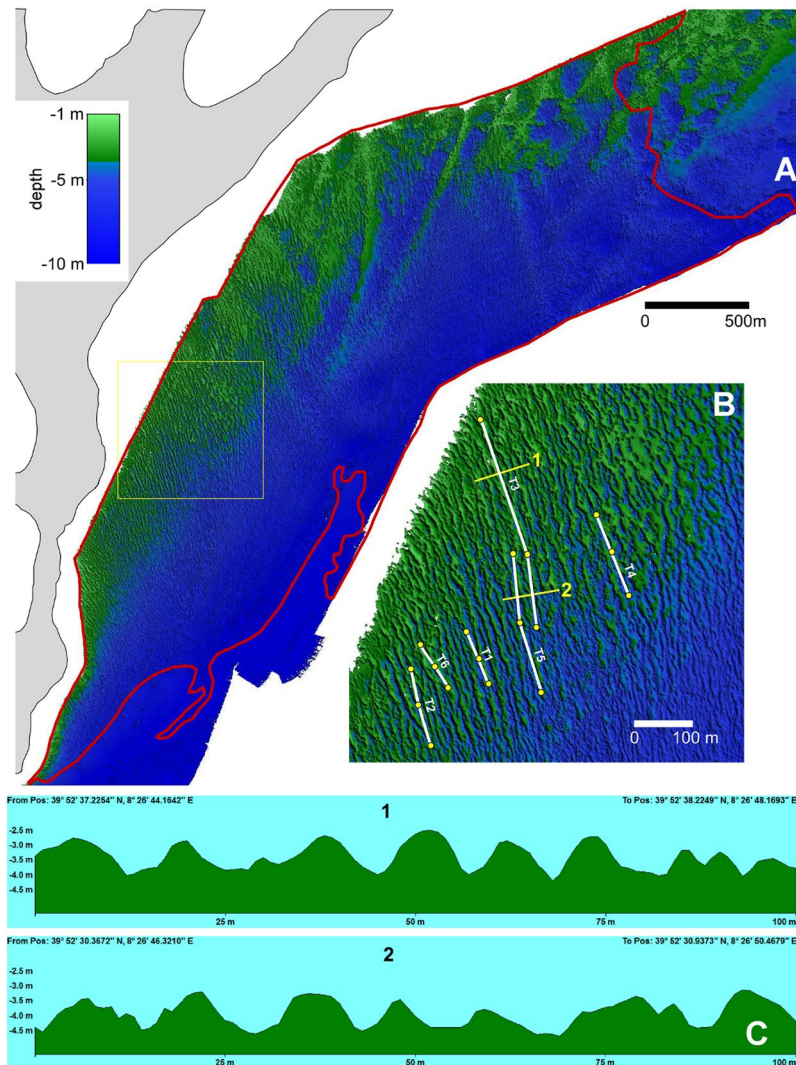 A
-1 m
-5 m
-10 m
depth
0 500m
B
1
T3
T4
2
T6
T1
T5
T2
0 100 m
From Pos: 39° 52' 37.2254" N, 8° 26' 44.1642" E
1
To Pos: 39° 52' 38.2249" N, 8° 26' 48.1693" E
-2.5 m
-3.0 m
-3.5 m
-4.0 m
-4.5 m
25 m 50 m 75 m 100 m
From Pos: 39° 52' 30.3672" N, 8° 26' 46.3210" E
2
To Pos: 39° 52' 30.9373" N, 8° 26' 50.4679" E
-2.5 m
-3.0 m
-3.5 m
-4.0 m
-4.5 m
C
25 m 50 m 75 m 100 m